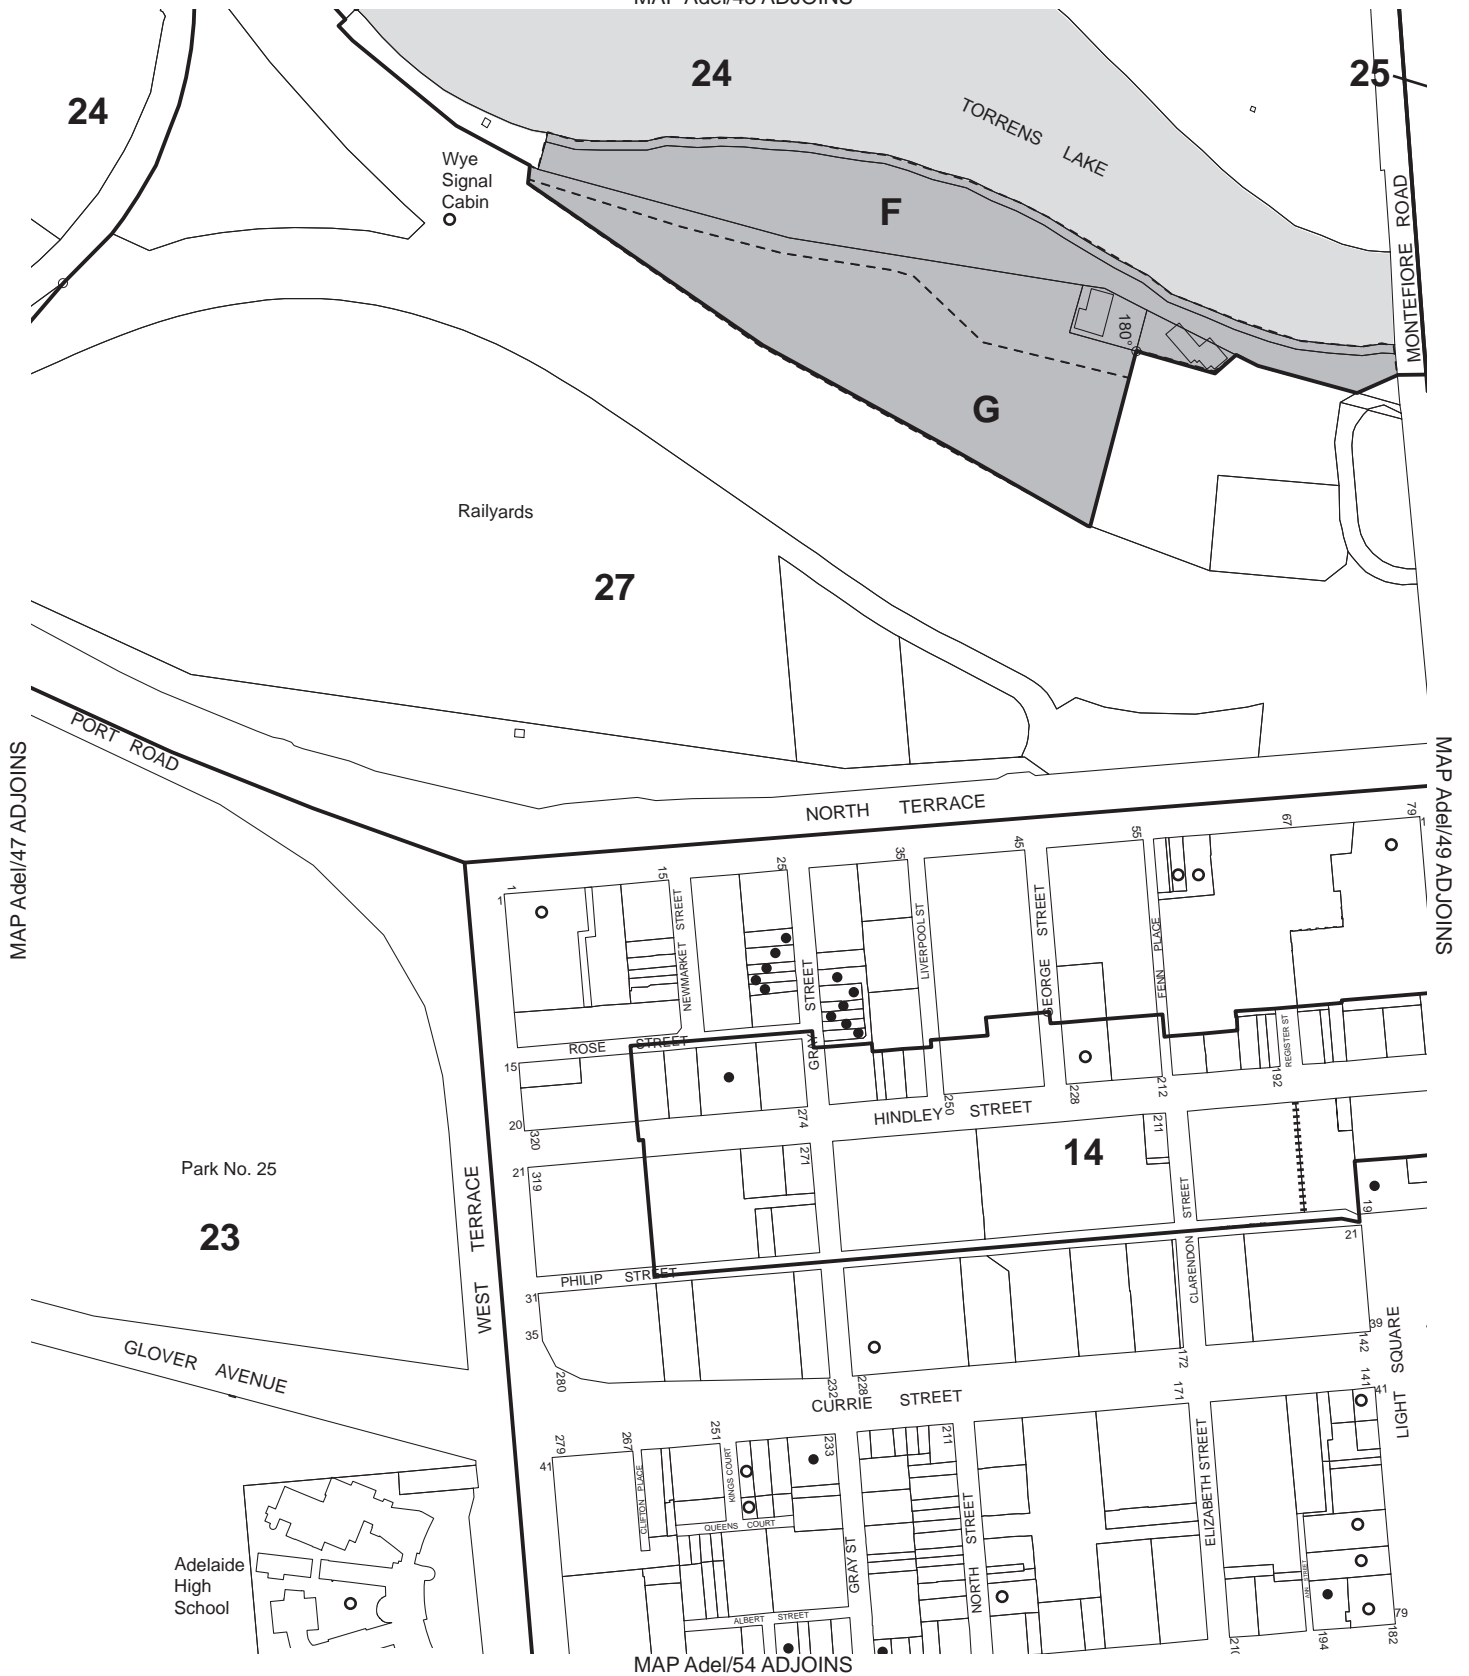 24
24
25
TORRENS LAKE
MONTEFIORE ROAD
Wye
Signal
Cabin
F
180°
G
Railyards
27
PORT ROAD
MAP Adel/47 ADJOINS
MAP Adel/49 ADJOINS
NORTH TERRACE
1
1
15
25
35
45
55
67
79
NEWMARKET STREET
GRAY STREET
LIVERPOOL ST
GEORGE STREET
FENN PLACE
REGISTER ST
ROSE STREET
15
20
320
274
250
228
212
192
HINDLEY STREET
14
21
319
271
211
19
Park No. 25
23
WEST TERRACE
STREET
CLARENDON
PHILIP STREET
21
31
35
280
232
228
172
39
142
LIGHT SQUARE
GLOVER AVENUE
CURRIE STREET
41
279
267
251
233
211
171
141
41
CLIFTON PLACE
KINGS COURT
QUEENS COURT
GRAY ST
NORTH STREET
ELIZABETH STREET
ANN STREET
Adelaide
High
School
ALBERT STREET
194
182
79
MAP Adel/54 ADJOINS